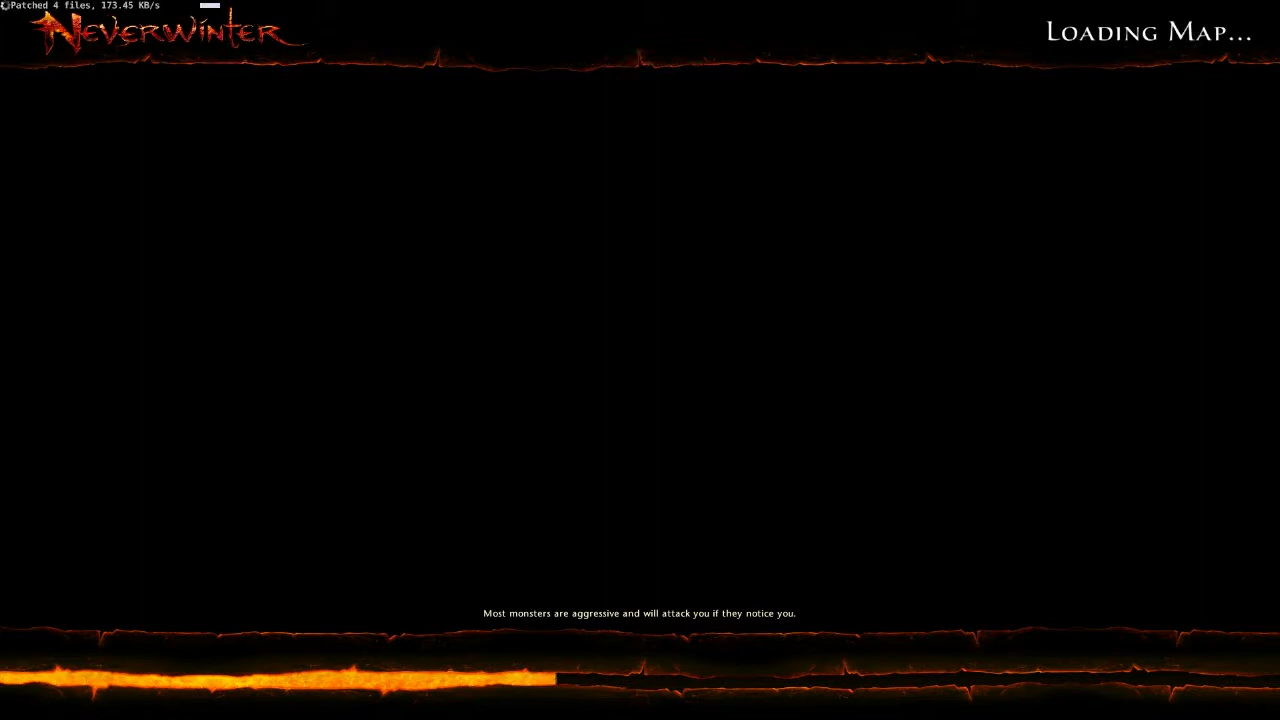 Patched 4 files, 173.45 KB/s
NEVERWINTER
LOADING MAP...
Most monsters are aggressive and will attack you if they notice you.